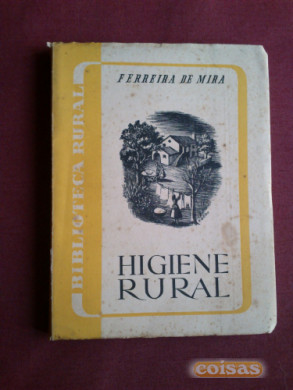 FERREIRA DE MIRA
BIBLIOTECA RURAL
HIGIENE
RURAL
coisas